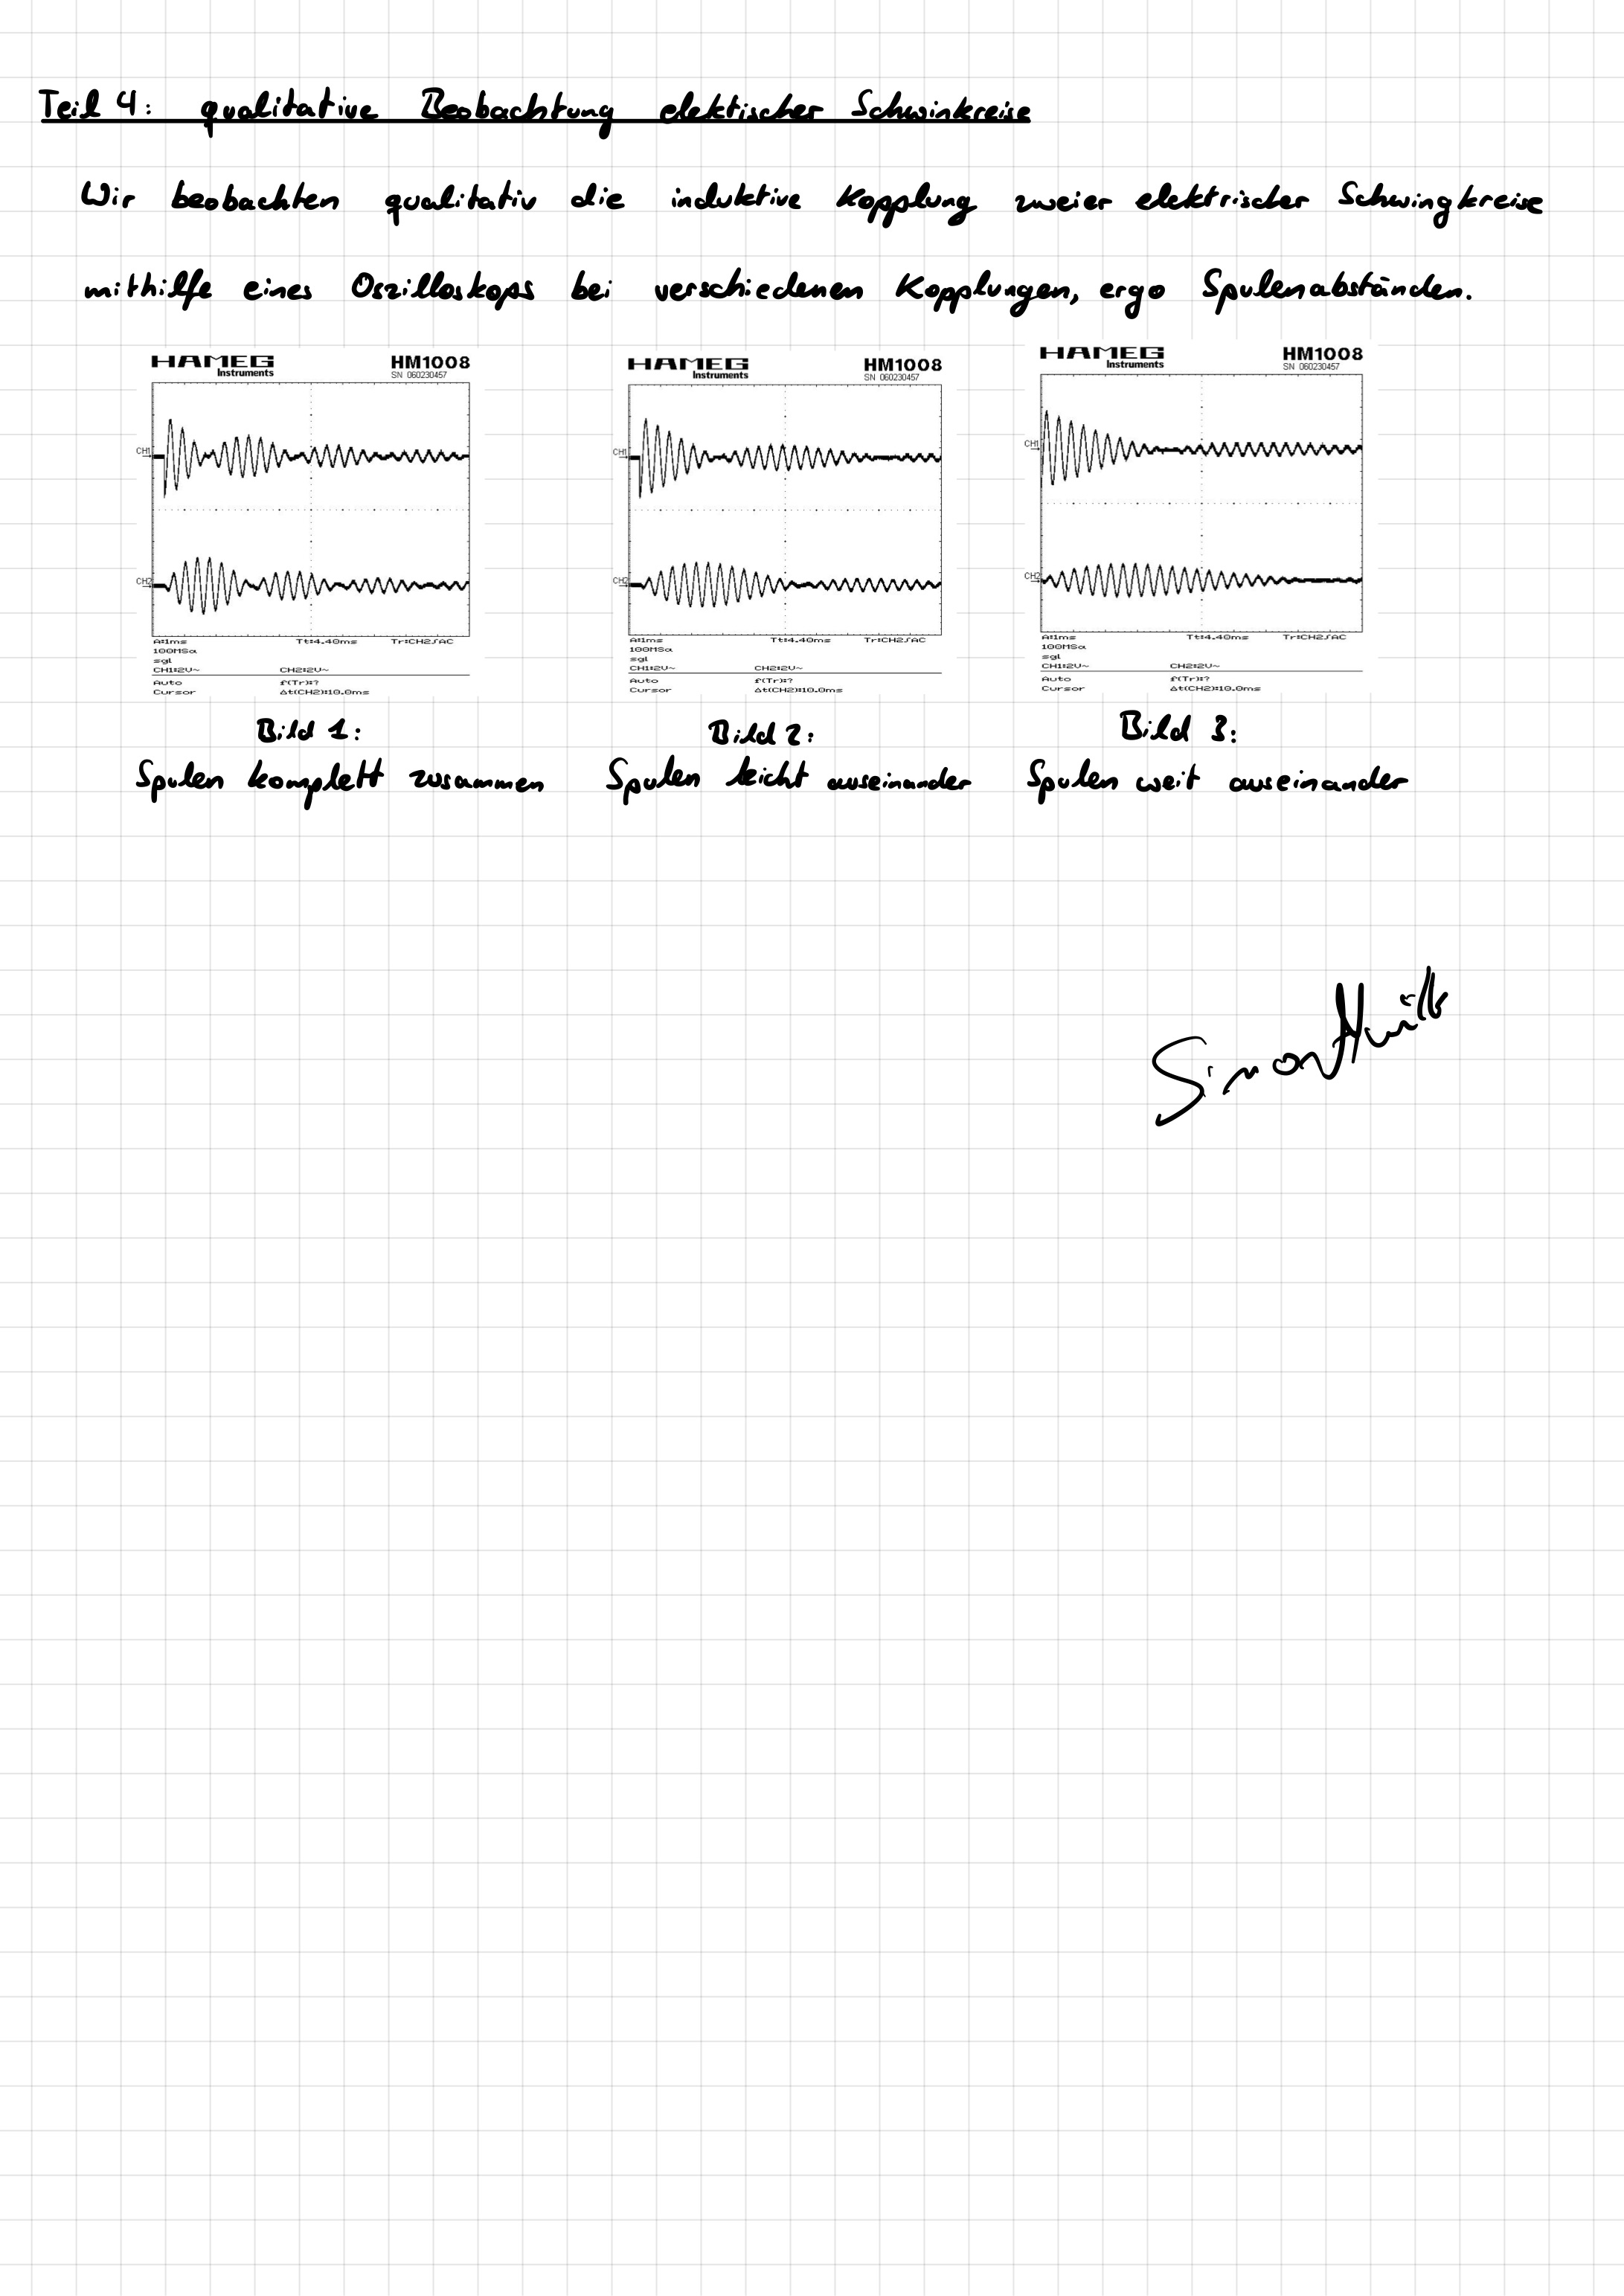 Teil 4: qualitative Beobachtung elektischer Schwinkreise
Wir beobachten qualitativ die induktive Kopplung zweier elektrischer Schwingkreise
mithilfe eines Oszilloskops bei verschiedenen Kopplungen, ergo Spulenabständen.
HAMEG Instruments HM1008
SN 060230457
CH1
CH2
A:1ms Tt:4.40ms Tr:CH2/AC
100MSa
sgl
CH1:2V~ CH2:2V~
Auto f(Tr):?
Cursor Δt(CH2):10.0ms
Bild 1:
Spulen komplett zusammen
HAMEG Instruments HM1008
SN 060230457
CH1
CH2
A:1ms Tt:4.40ms Tr:CH2/AC
100MSa
sgl
CH1:2V~ CH2:2V~
Auto f(Tr):?
Cursor Δt(CH2):10.0ms
Bild 2:
Spulen leicht auseinander
HAMEG Instruments HM1008
SN 060230457
CH1
CH2
A:1ms Tt:4.40ms Tr:CH2/AC
100MSa
sgl
CH1:2V~ CH2:2V~
Auto f(Tr):?
Cursor Δt(CH2):10.0ms
Bild 3:
Spulen weit auseinander
Simon